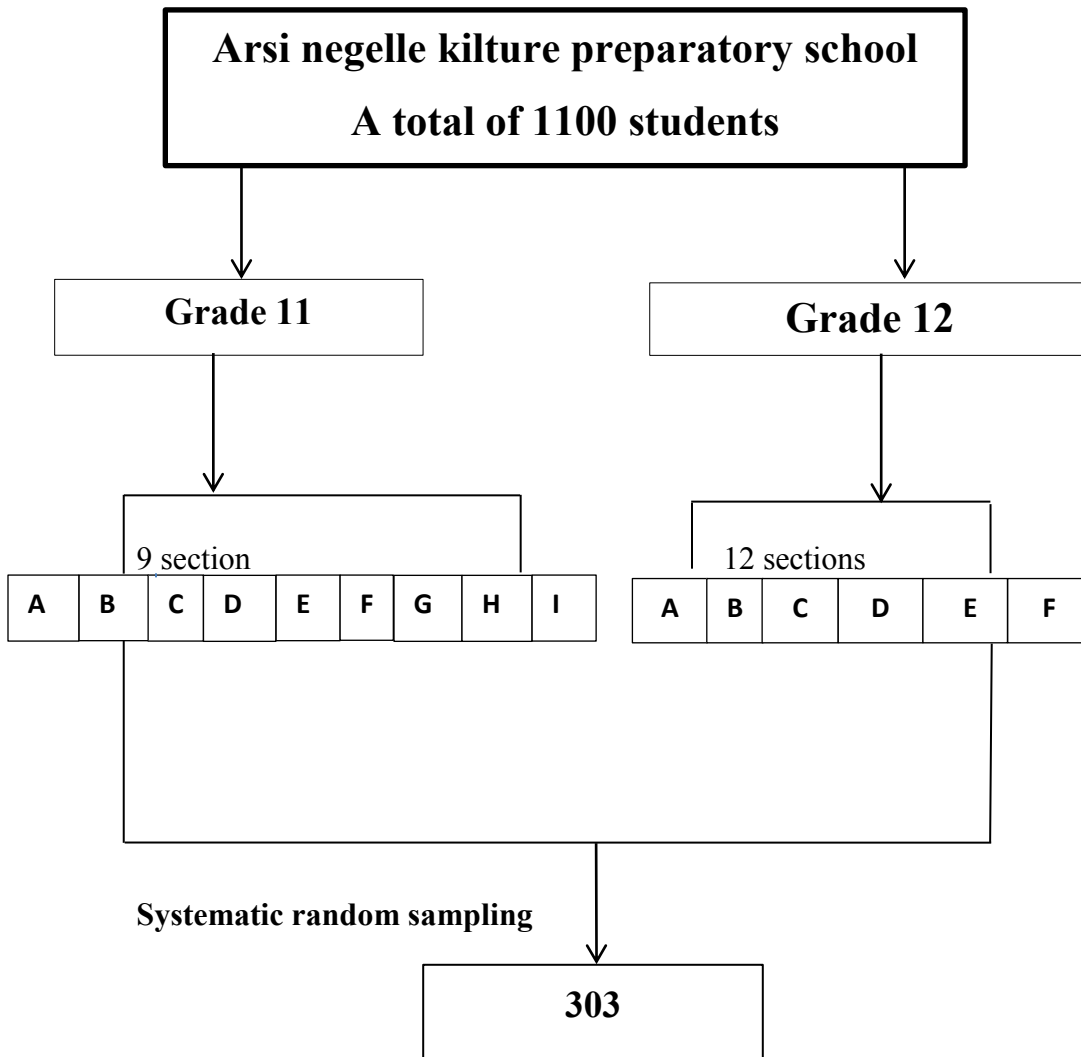 Arsi negelle kilture preparatory school
A total of 1100 students
Grade 11
Grade 12
9 section
12 sections
A B C D E F G H I
A B C D E F
Systematic random sampling
303